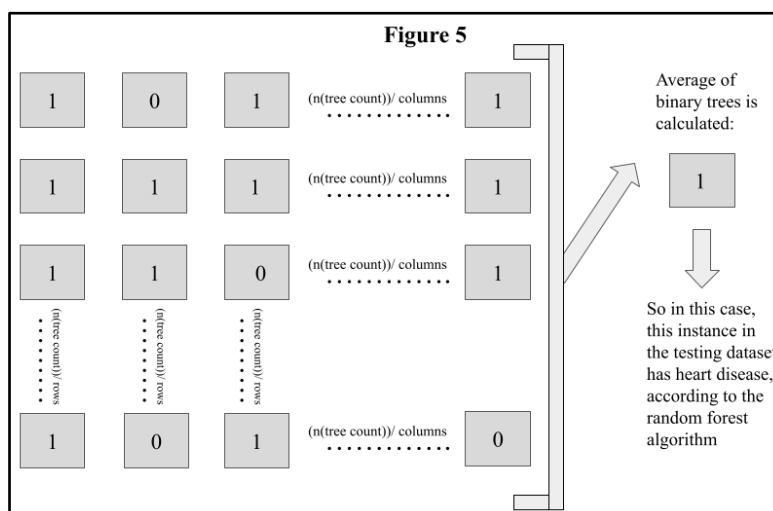 Figure 5
1 0 1 (n(tree count))/ columns 1
1 1 1 (n(tree count))/ columns 1
1 1 0 (n(tree count))/ columns 1
(n(tree count))/ rows
(n(tree count))/ rows
(n(tree count))/ rows
1 0 1 (n(tree count))/ columns 0
Average of
binary trees is
calculated:
1
So in this case,
this instance in
the testing dataset
has heart disease,
according to the
random forest
algorithm